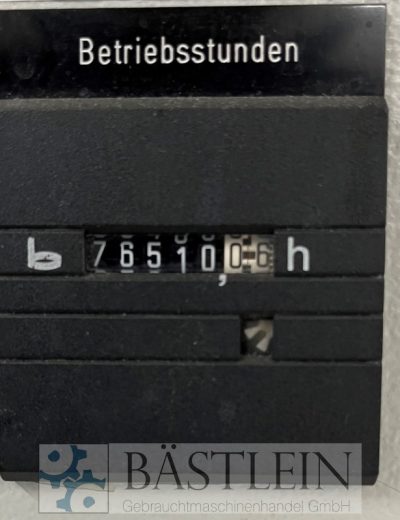 Betriebsstunden
b 76510,06 h
BÄSTLEIN
Gebrauchtmaschinenhandel GmbH